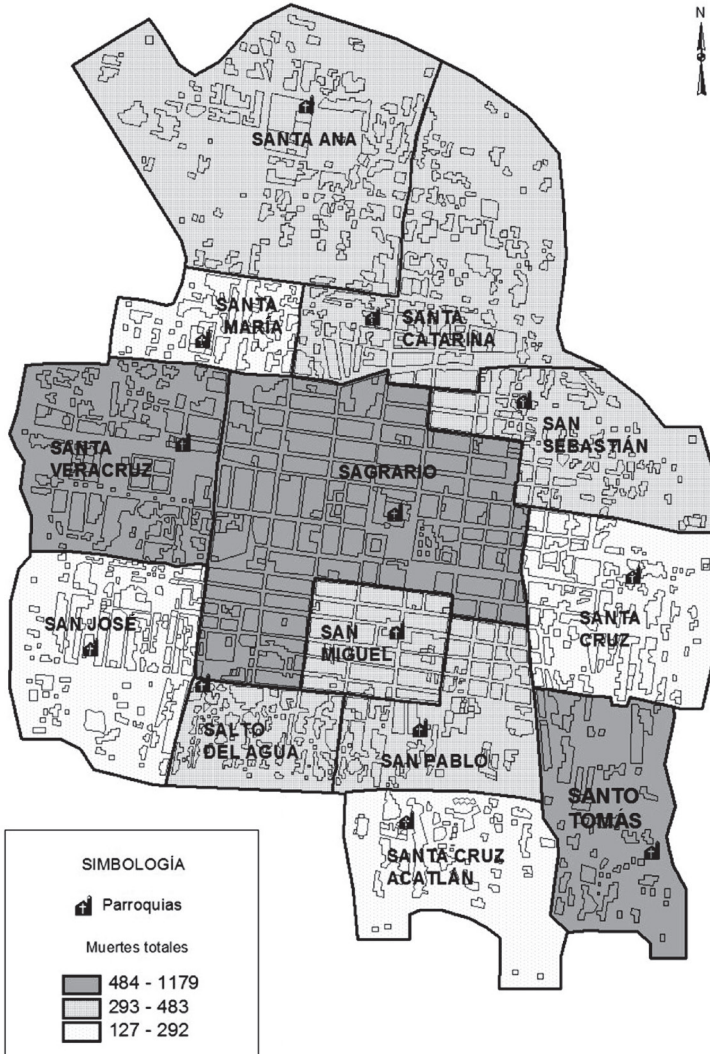 N
SANTA ANA
SANTA
MARÍA
SANTA
CATARINA
SANTA
VERACRUZ
SAN
SEBASTIÁN
SAGRARIO
SAN JOSÉ
SAN
MIGUEL
SANTA
CRUZ
SALTO
DEL AGUA
SAN PABLO
SANTO
TOMÁS
SANTA CRUZ
ACATLÁN
SIMBOLOGÍA
Parroquias
Muertes totales
484 - 1179
293 - 483
127 - 292